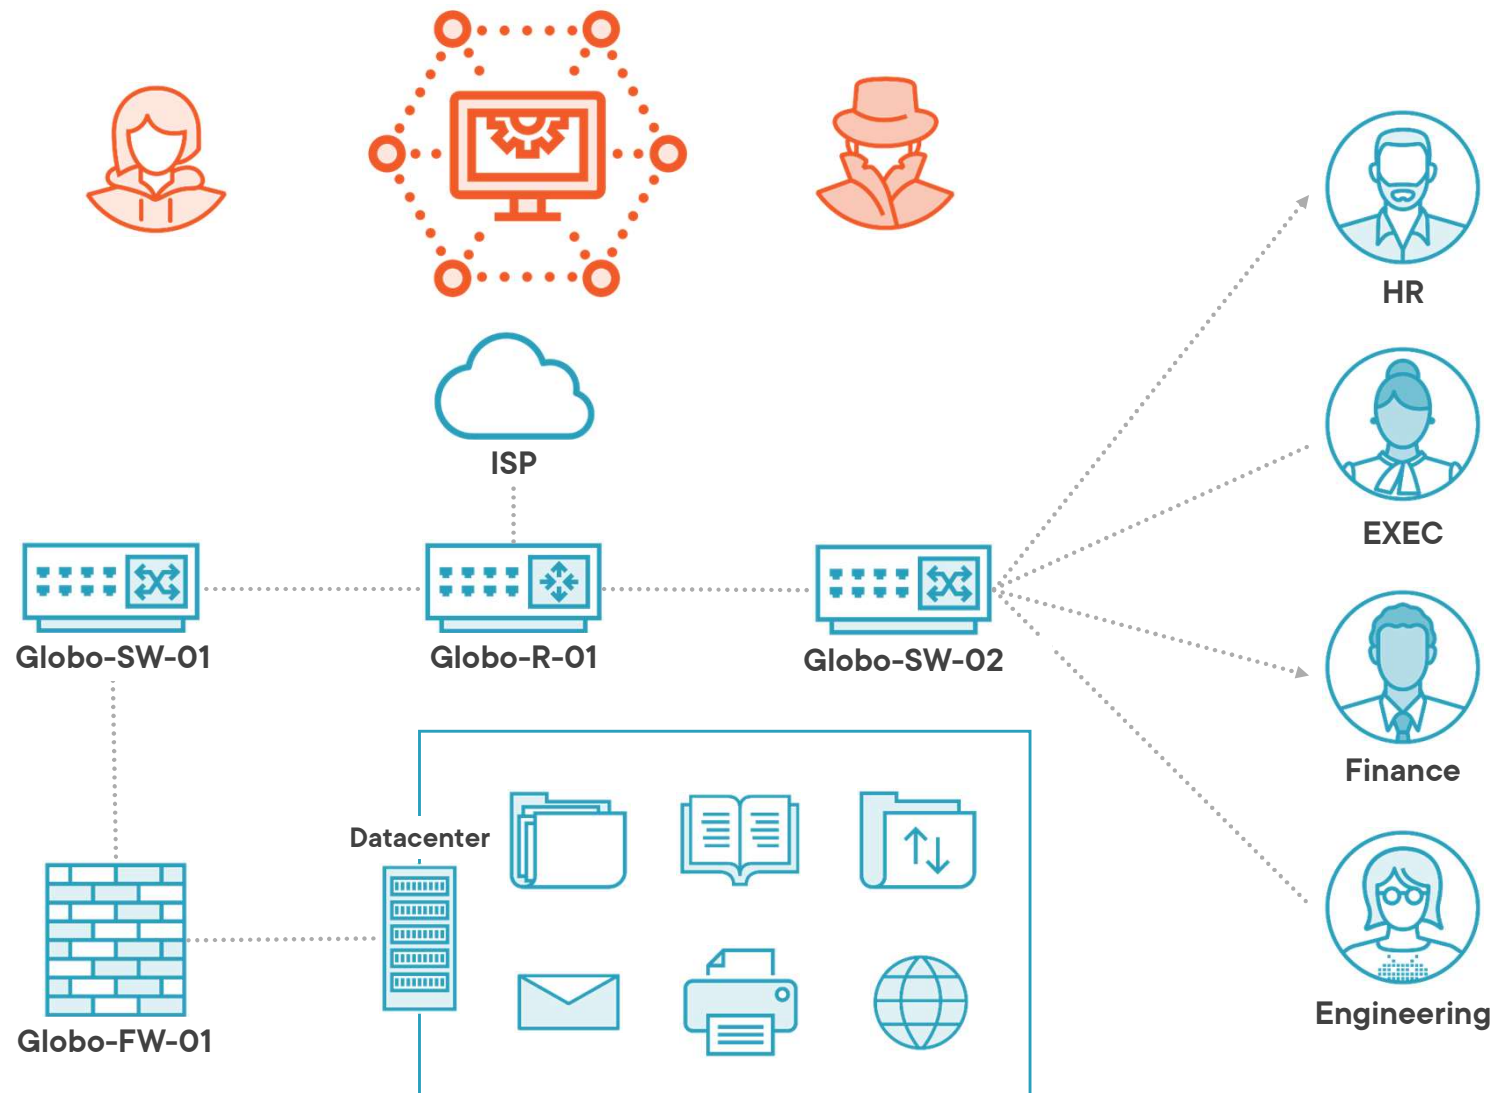 HR
ISP
EXEC
Globo-SW-01
Globo-R-01
Globo-SW-02
Finance
Datacenter
Engineering
Globo-FW-01